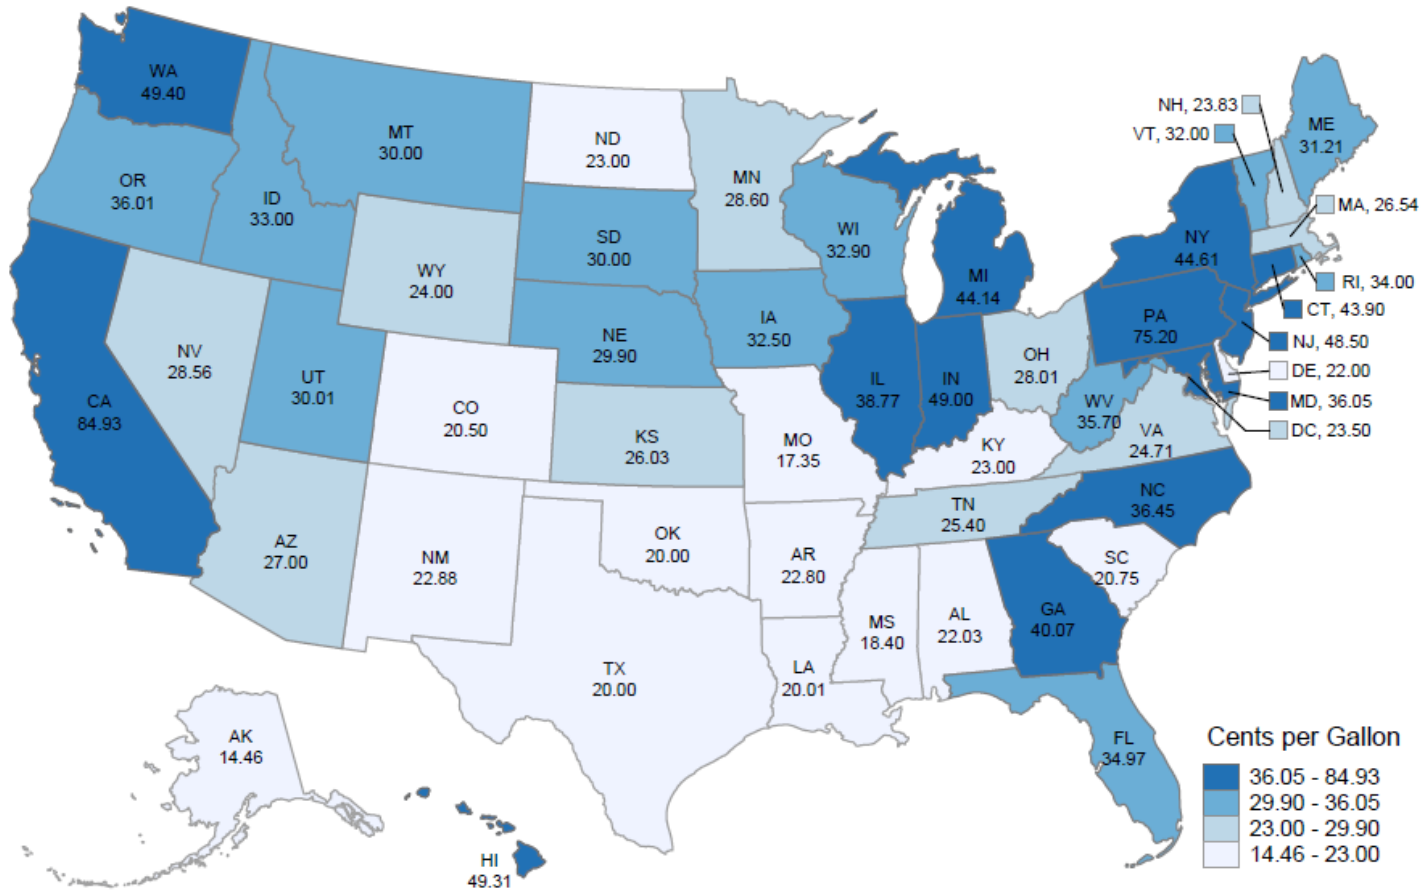 WA
49.40
MT
30.00
ND
23.00
MN
28.60
NH, 23.83
VT, 32.00
ME
31.21
OR
36.01
ID
33.00
MA, 26.54
SD
30.00
WI
32.90
NY
44.61
WY
24.00
MI
44.14
RI, 34.00
CT, 43.90
IA
32.50
PA
75.20
NE
29.90
NJ, 48.50
NV
28.56
OH
28.01
UT
30.01
DE, 22.00
CA
84.93
IL
38.77
IN
49.00
WV
35.70
MD, 36.05
CO
20.50
DC, 23.50
KS
26.03
MO
17.35
KY
23.00
VA
24.71
NC
36.45
TN
25.40
AZ
27.00
NM
22.88
OK
20.00
AR
22.80
SC
20.75
MS
18.40
AL
22.03
GA
40.07
TX
20.00
LA
20.01
AK
14.46
FL
34.97
HI
49.31
Cents per Gallon
36.05 - 84.93
29.90 - 36.05
23.00 - 29.90
14.46 - 23.00